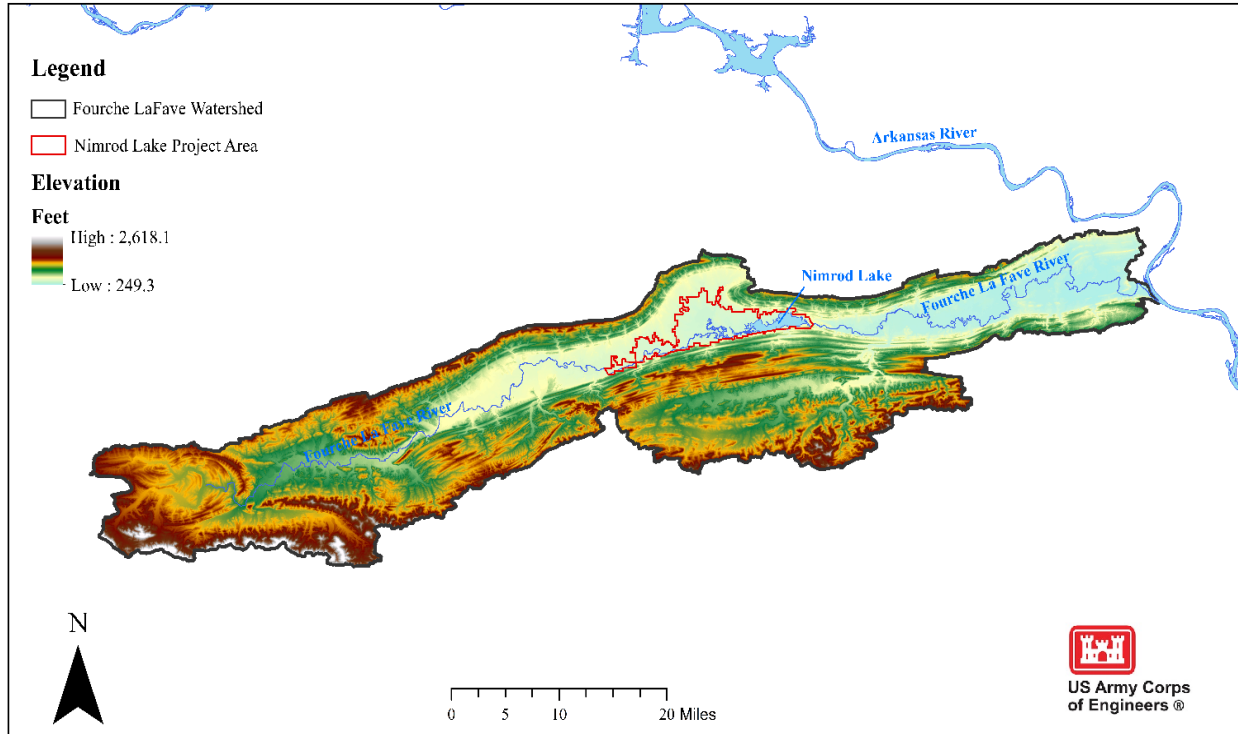 Legend
Fourche LaFave Watershed
Nimrod Lake Project Area
Elevation
Feet
High : 2,618.1
Low : 249.3
Arkansas River
Nimrod Lake
Fourche La Fave River
Fourche La Fave River
N
0 5 10 20 Miles
US Army Corps
of Engineers ®